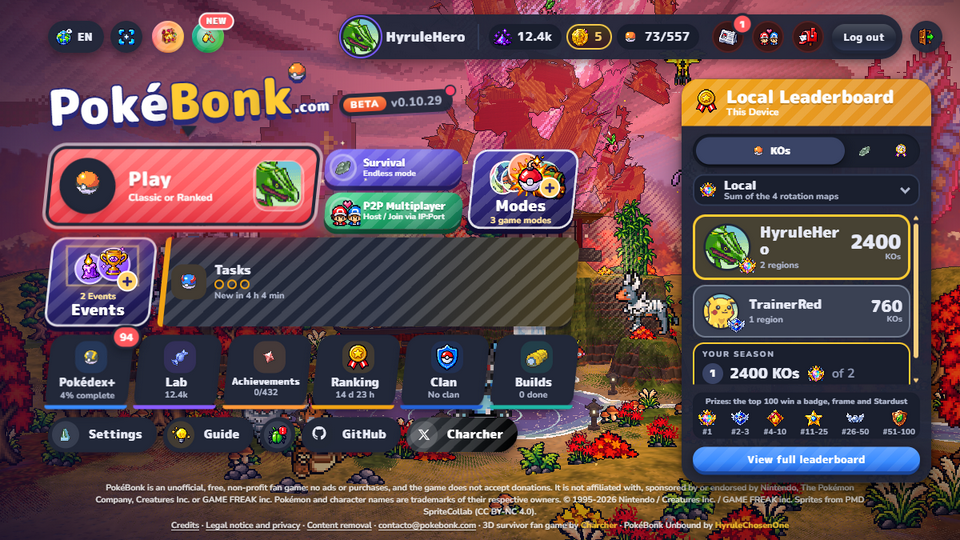 EN
NEW
HyruleHero
12.4k
5
73/557
1
Log out
PokéBonk.com
BETA v0.10.29
Play
Classic or Ranked
Survival
Endless mode
P2P Multiplayer
Host / Join via IP:Port
Modes
3 game modes
2 Events
Events
Tasks
New in 4 h 4 min
94
Pokédex+
4% complete
Lab
12.4k
Achievements
0/432
Ranking
14 d 23 h
Clan
No clan
Builds
0 done
Settings
Guide
GitHub
Charcher
Local Leaderboard
This Device
KOs
Local
Sum of the 4 rotation maps
HyruleHer
o
2 regions
2400
KOs
TrainerRed
1 region
760
KOs
YOUR SEASON
1 2400 KOs of 2
Prizes: the top 100 win a badge, frame and Stardust
#1 #2-3 #4-10 #11-25 #26-50 #51-100
View full leaderboard
PokéBonk is an unofficial, free, non-profit fan game: no ads or purchases, and the game does not accept donations. It is not affiliated with, sponsored by or endorsed by Nintendo, The Pokémon
Company, Creatures Inc. or GAME FREAK inc. Pokémon and character names are trademarks of their respective owners. © 1995-2026 Nintendo / Creatures Inc. / GAME FREAK inc. Sprites from PMD
SpriteCollab (CC BY-NC 4.0).
Credits · Legal notice and privacy · Content removal · contacto@pokebonk.com · 3D survivor fan game by Charcher · PokéBonk Unbound by HyruleChosenOne